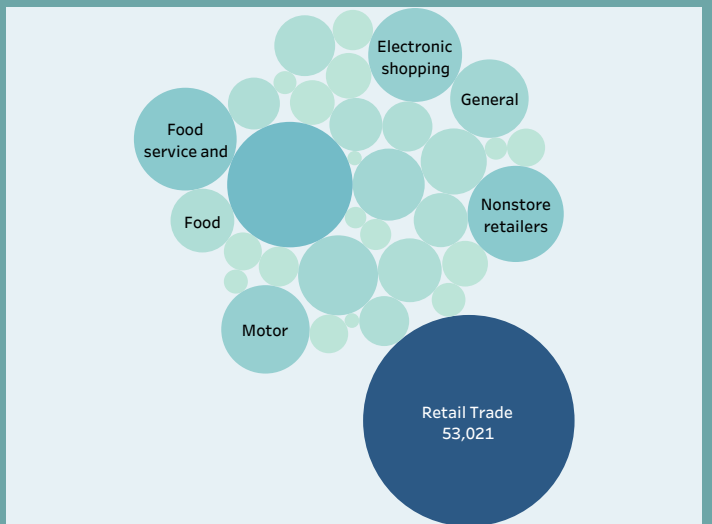 Electronic
shopping
General
Food
service and
Nonstore
retailers
Food
Motor
Retail Trade
53,021